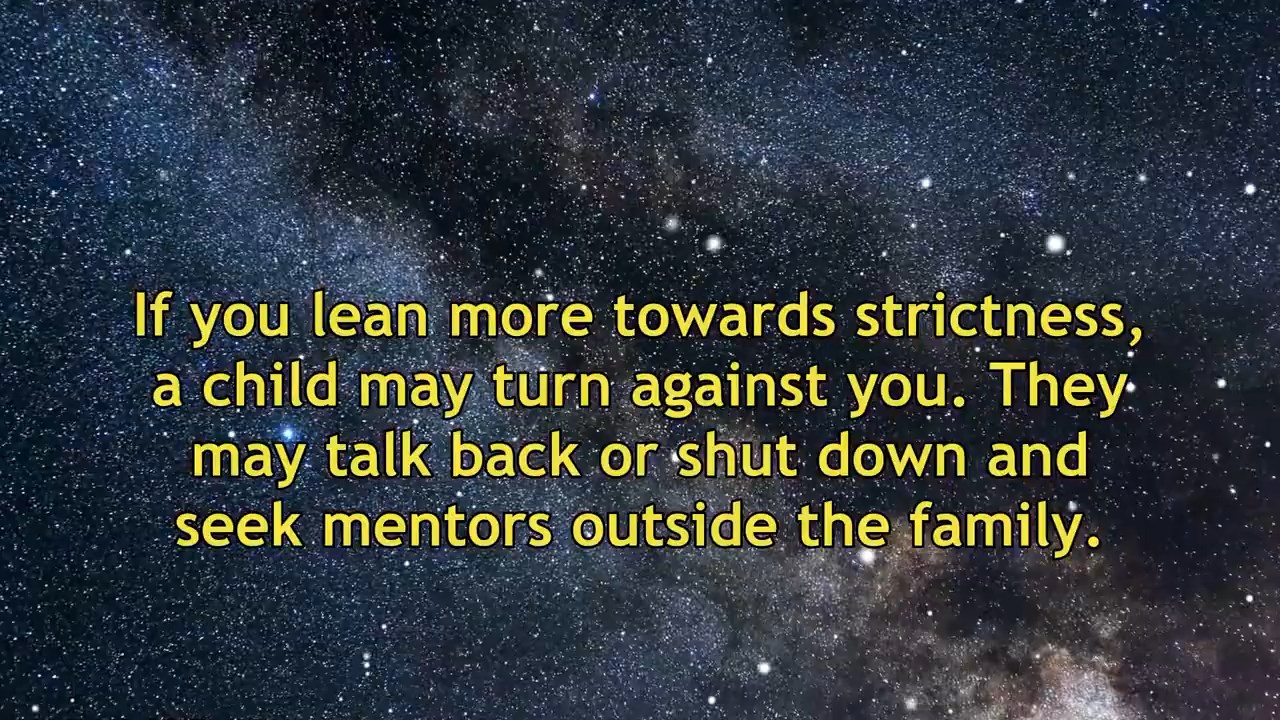 If you lean more towards strictness,
a child may turn against you. They
may talk back or shut down and
seek mentors outside the family.